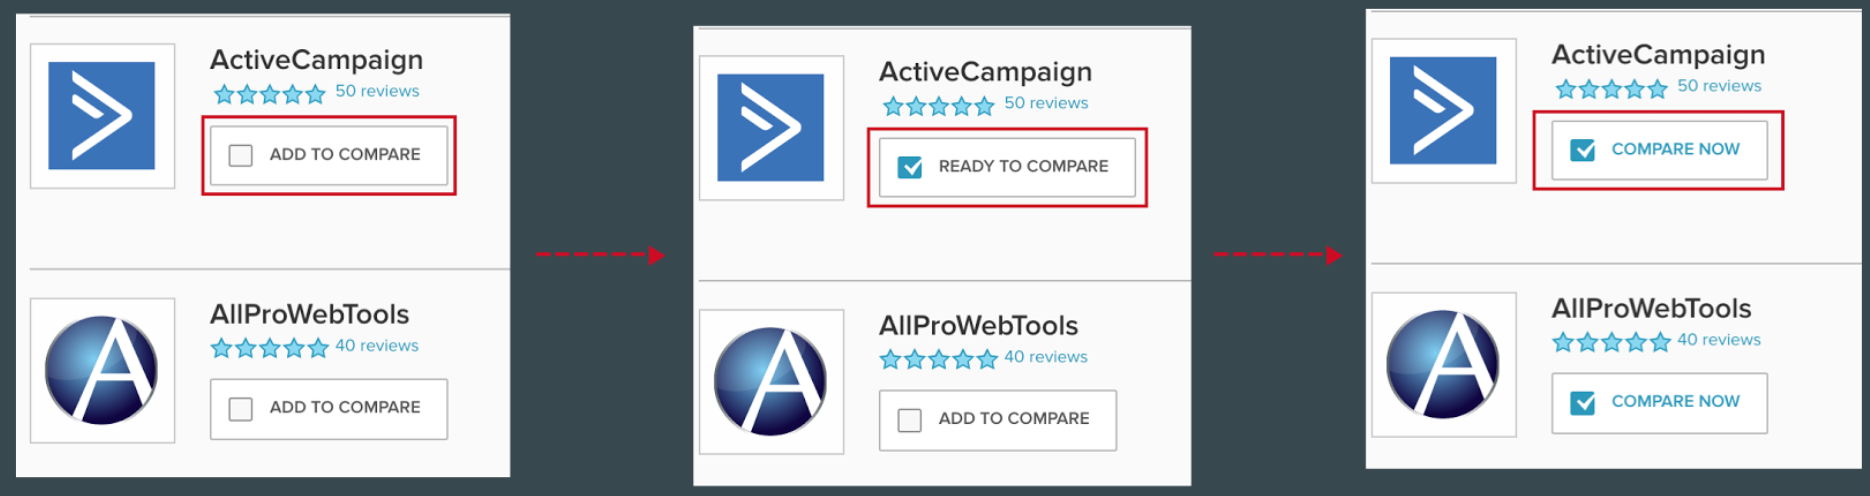 ActiveCampaign
50 reviews
ADD TO COMPARE
AllProWebTools
40 reviews
ADD TO COMPARE
ActiveCampaign
50 reviews
READY TO COMPARE
AllProWebTools
40 reviews
ADD TO COMPARE
ActiveCampaign
50 reviews
COMPARE NOW
AllProWebTools
40 reviews
COMPARE NOW